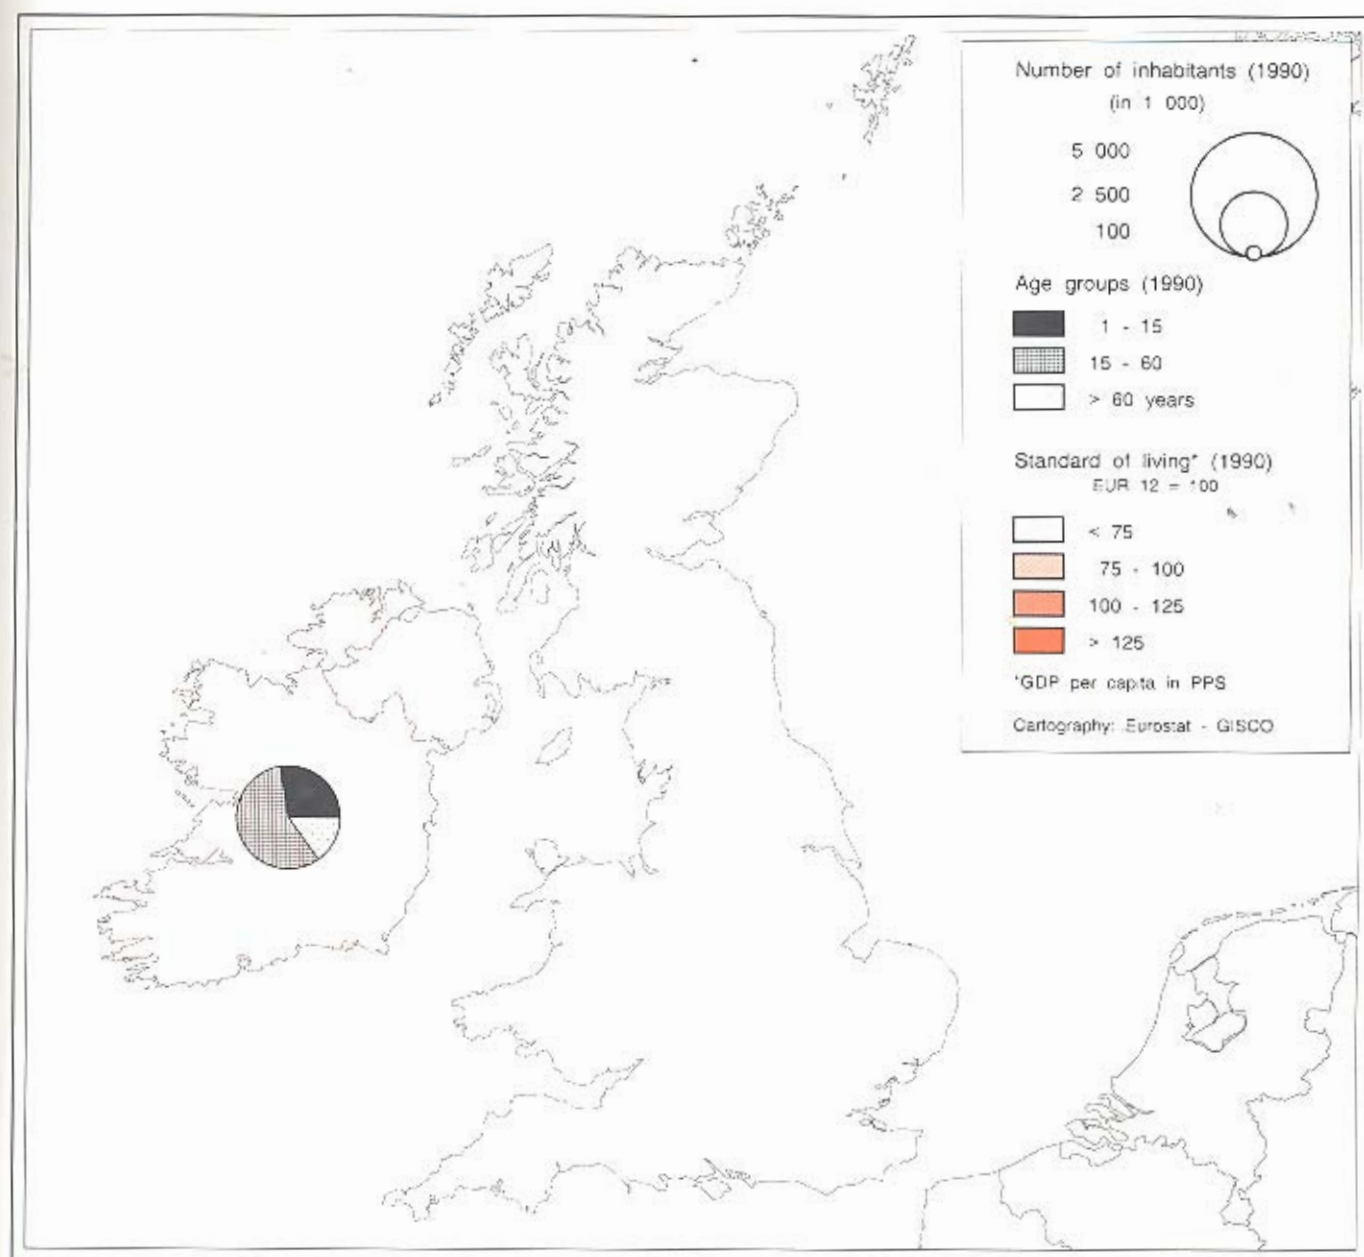 Number of inhabitants (1990)
(in 1 000)
5 000
2 500
100
Age groups (1990)
1 - 15
15 - 60
> 60 years
Standard of living* (1990)
EUR 12 = 100
< 75
75 - 100
100 - 125
> 125
*GDP per capita in PPS
Cartography: Eurostat - GISCO